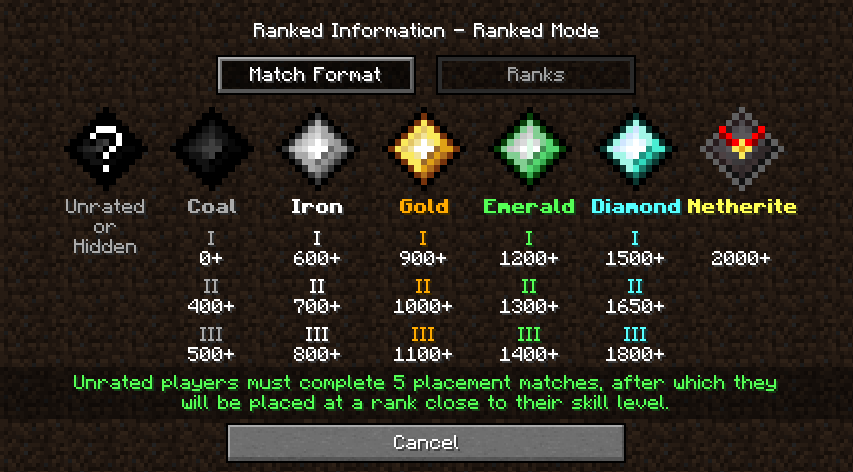 Ranked Information - Ranked Mode
Match Format
Ranks
?
Unrated
or
Hidden
Coal
Iron
Gold
Emerald
Diamond
Netherite
I
I
I
I
I
0+
600+
900+
1200+
1500+
2000+
II
II
II
II
II
400+
700+
1000+
1300+
1650+
III
III
III
III
III
500+
800+
1100+
1400+
1800+
Unrated players must complete 5 placement matches, after which they
will be placed at a rank close to their skill level.
Cancel